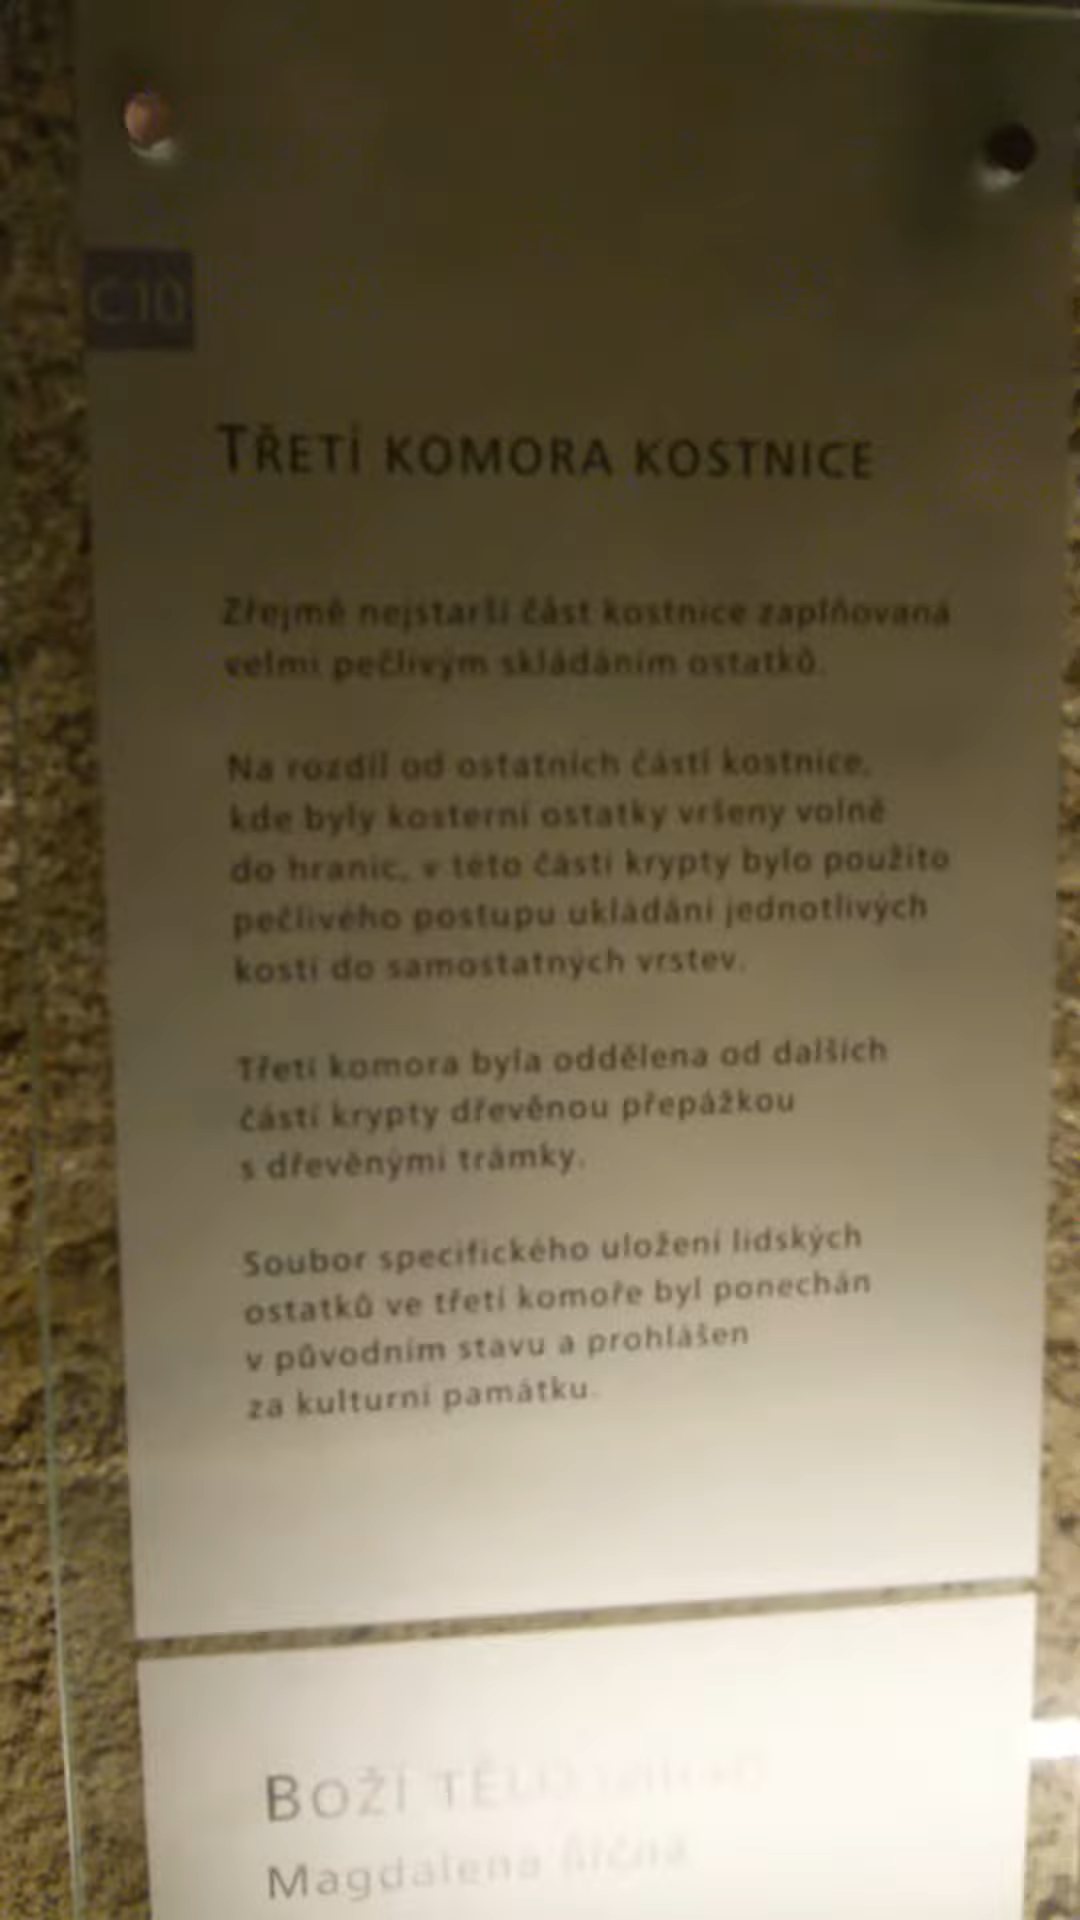 C10
TŘETÍ KOMORA KOSTNICE
Zřejmě nejstarší část kostnice zaplňovaná
velmi pečlivým skládáním ostatků.
Na rozdíl od ostatních částí kostnice,
kde byly kosterní ostatky vršeny volně
do hranic, v této části krypty bylo použito
pečlivého postupu ukládání jednotlivých
kostí do samostatných vrstev.
Třetí komora byla oddělena od dalších
částí krypty dřevěnou přepážkou
s dřevěnými trámky.
Soubor specifického uložení lidských
ostatků ve třetí komoře byl ponechán
v původním stavu a prohlášen
za kulturní památku.
BOŽÍ TĚLO
Magdalena